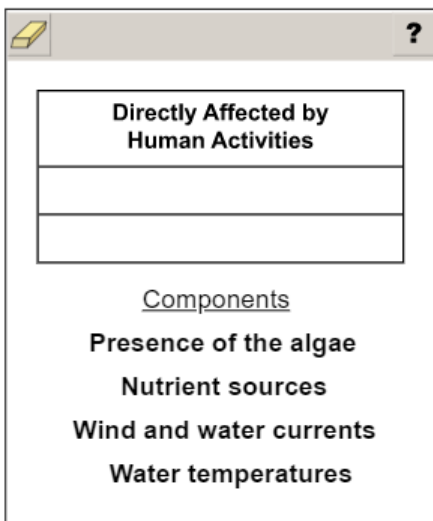 ?
Directly Affected by
Human Activities
Components
Presence of the algae
Nutrient sources
Wind and water currents
Water temperatures